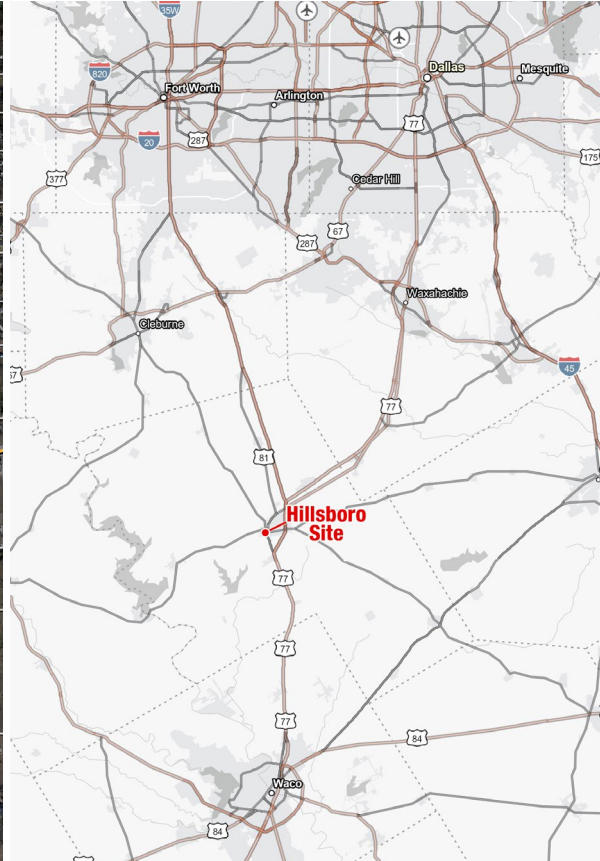 35W
820
Fort Worth
Arlington
Dallas
Mesquite
77
20
287
175
377
Cedar Hill
67
287
Waxahachie
Cleburne
45
77
81
Hillsboro
Site
77
77
77
84
Waco
84